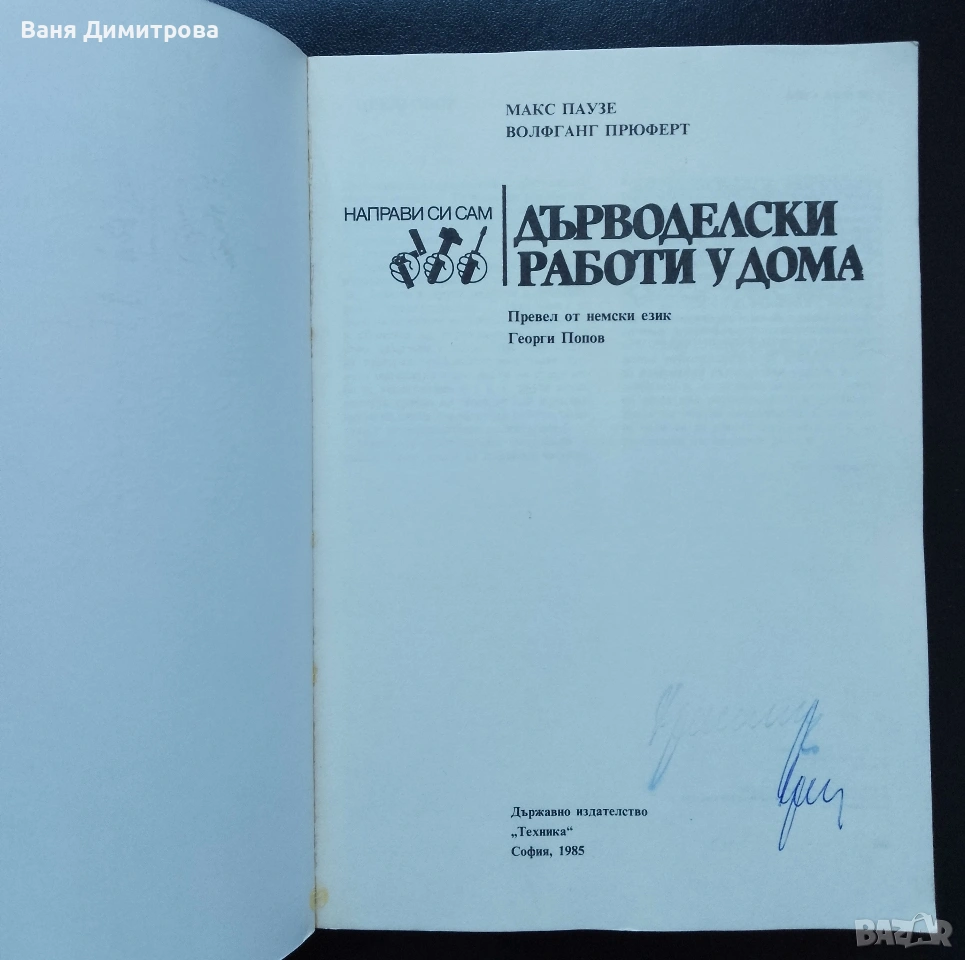 Ваня Димитрова
МАКС ПАУЗЕ
ВОЛФГАНГ ПРЮФЕРТ
НАПРАВИ СИ САМ
ДЪРВОДЕЛСКИ
РАБОТИ У ДОМА
Превел от немски език
Георги Попов
Държавно издателство
„Техника“
София, 1985
BAZAR